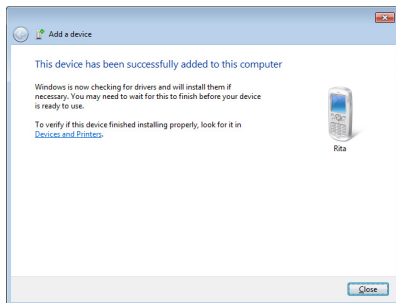 Add a device
This device has been successfully added to this computer
Windows is now checking for drivers and will install them if
necessary. You may need to wait for this to finish before your device
is ready to use.
To verify if this device finished installing properly, look for it in
Devices and Printers.
Rita
Close